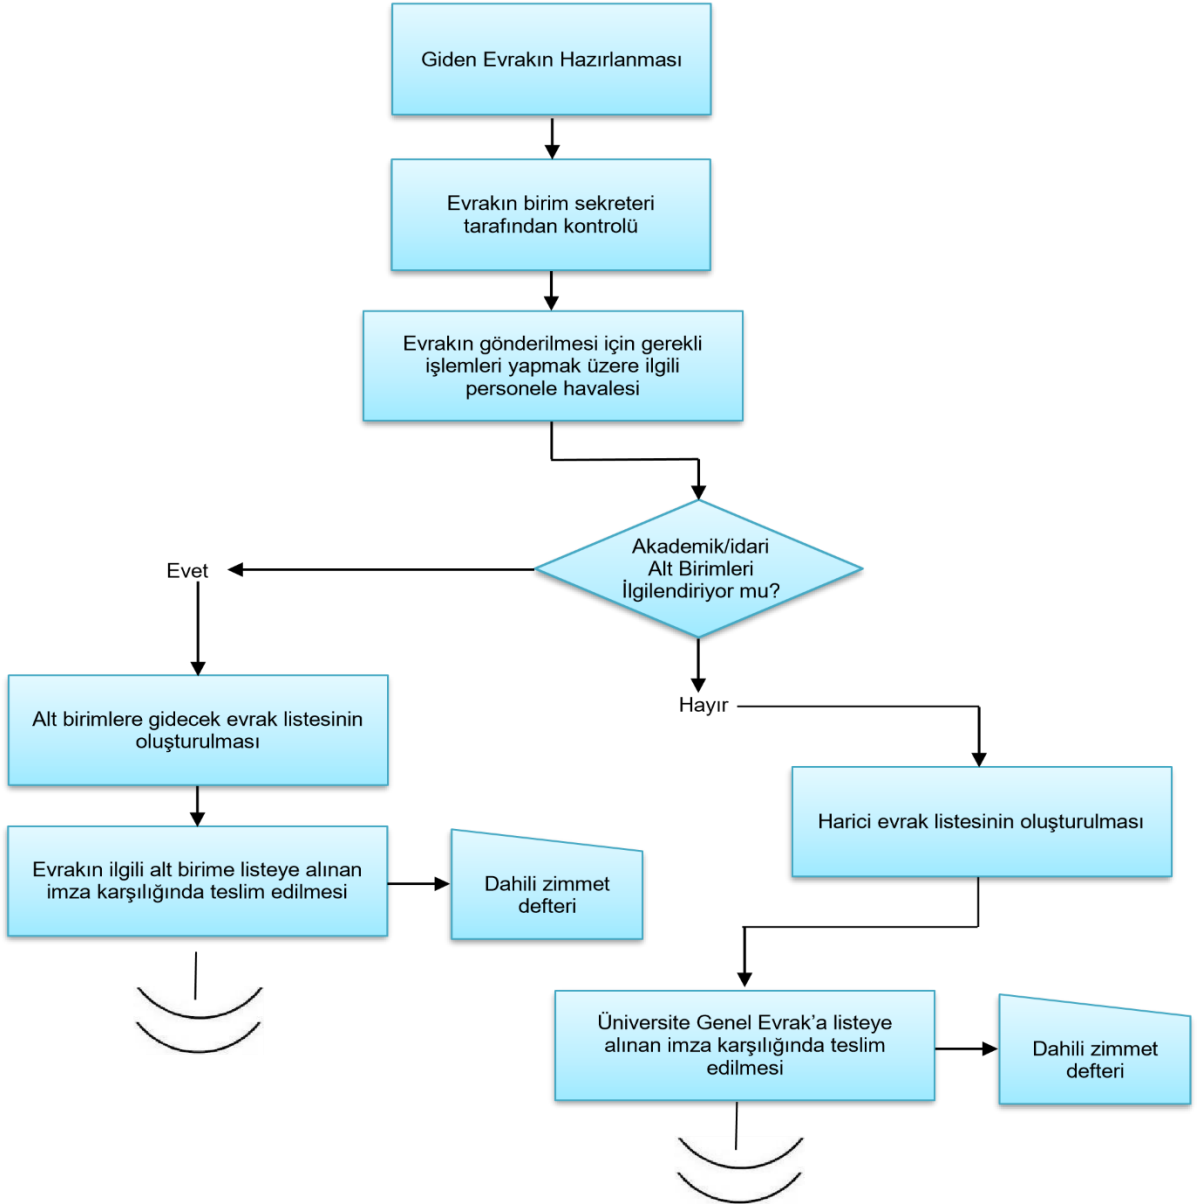 Giden Evrakın Hazırlanması
Evrakın birim sekreteri
tarafından kontrolü
Evrakın gönderilmesi için gerekli
işlemleri yapmak üzere ilgili
personele havalesi
Akademik/idari
Alt Birimleri
İlgilendiriyor mu?
Evet
Hayır
Alt birimlere gidecek evrak listesinin
oluşturulması
Harici evrak listesinin oluşturulması
Evrakın ilgili alt birime listeye alınan
imza karşılığında teslim edilmesi
Dahili zimmet
defteri
Üniversite Genel Evrak’a listeye
alınan imza karşılığında teslim
edilmesi
Dahili zimmet
defteri